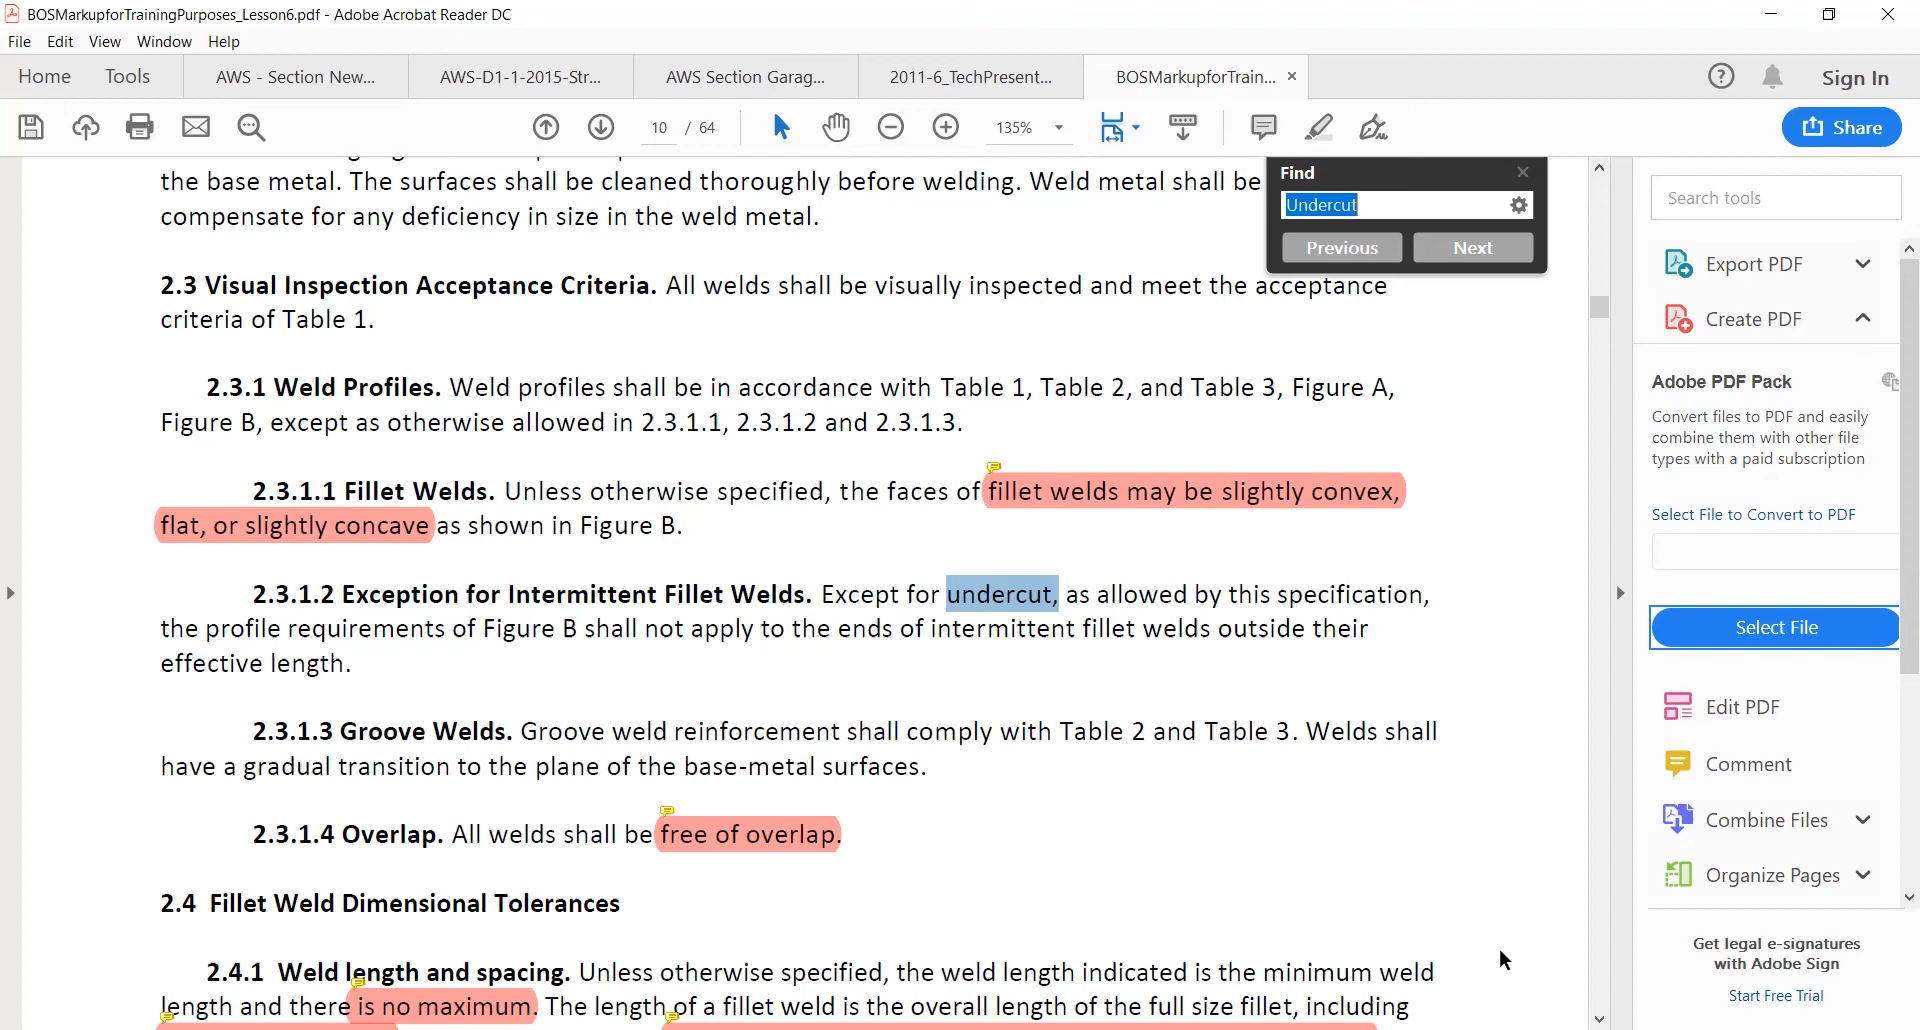 BOSMarkupforTrainingPurposes_Lesson6.pdf - Adobe Acrobat Reader DC
File Edit View Window Help
Home Tools AWS - Section New... AWS-D1-1-2015-Str... AWS Section Garag... 2011-6_TechPresent... BOSMarkupforTrain... × ? Sign In
10 / 64 135% Share
the base metal. The surfaces shall be cleaned thoroughly before welding. Weld metal shall be
compensate for any deficiency in size in the weld metal.
Find
Undercut
Previous Next
2.3 Visual Inspection Acceptance Criteria. All welds shall be visually inspected and meet the acceptance
criteria of Table 1.
2.3.1 Weld Profiles. Weld profiles shall be in accordance with Table 1, Table 2, and Table 3, Figure A,
Figure B, except as otherwise allowed in 2.3.1.1, 2.3.1.2 and 2.3.1.3.
2.3.1.1 Fillet Welds. Unless otherwise specified, the faces of fillet welds may be slightly convex,
flat, or slightly concave as shown in Figure B.
2.3.1.2 Exception for Intermittent Fillet Welds. Except for undercut, as allowed by this specification,
the profile requirements of Figure B shall not apply to the ends of intermittent fillet welds outside their
effective length.
2.3.1.3 Groove Welds. Groove weld reinforcement shall comply with Table 2 and Table 3. Welds shall
have a gradual transition to the plane of the base-metal surfaces.
2.3.1.4 Overlap. All welds shall be free of overlap.
2.4 Fillet Weld Dimensional Tolerances
2.4.1 Weld length and spacing. Unless otherwise specified, the weld length indicated is the minimum weld
length and there is no maximum. The length of a fillet weld is the overall length of the full size fillet, including
Search tools
Export PDF
Create PDF
Adobe PDF Pack
Convert files to PDF and easily
combine them with other file
types with a paid subscription
Select File to Convert to PDF
Select File
Edit PDF
Comment
Combine Files
Organize Pages
Get legal e-signatures
with Adobe Sign
Start Free Trial